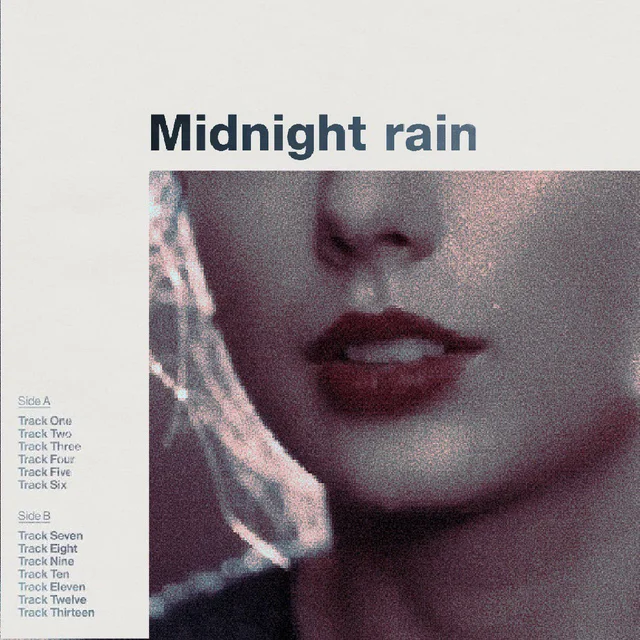 Midnight rain
Side A
Track One
Track Two
Track Three
Track Four
Track Five
Track Six
Side B
Track Seven
Track Eight
Track Nine
Track Ten
Track Eleven
Track Twelve
Track Thirteen